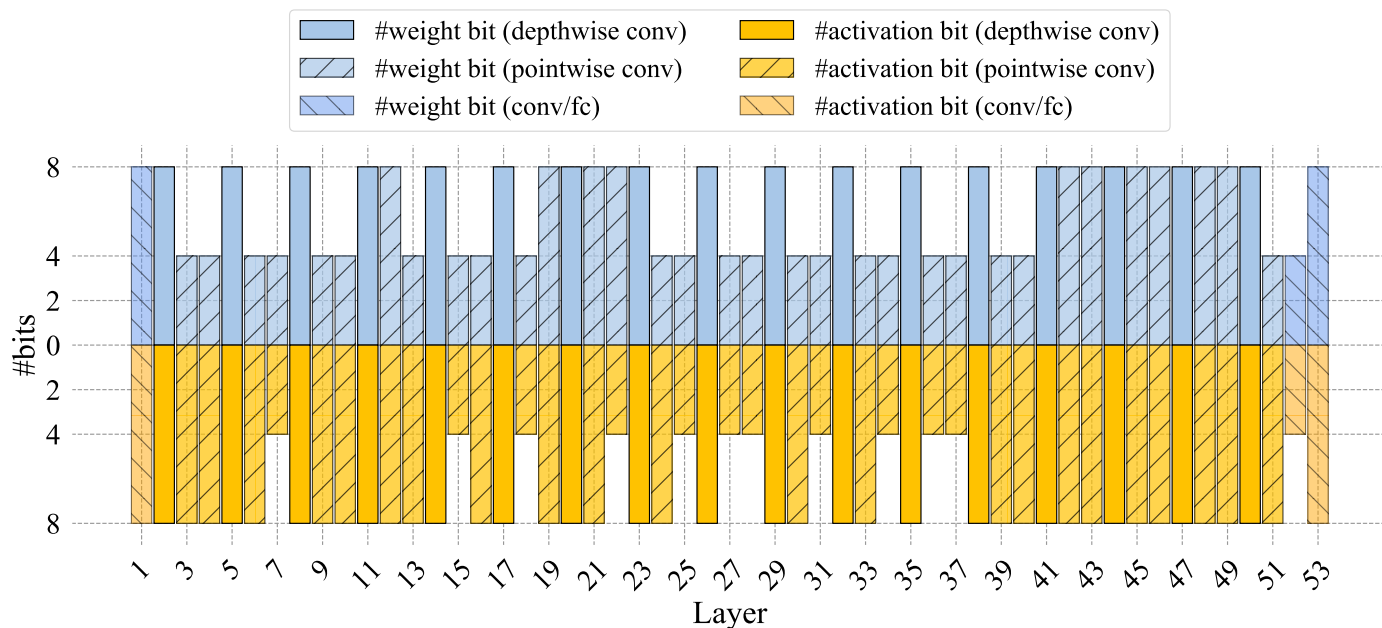 #weight bit (depthwise conv) #activation bit (depthwise conv)
#weight bit (pointwise conv) #activation bit (pointwise conv)
#weight bit (conv/fc) #activation bit (conv/fc)
8
4
2
0
2
4
8
#bits
1 3 5 7 9 11 13 15 17 19 21 23 25 27 29 31 33 35 37 39 41 43 45 47 49 51 53
Layer